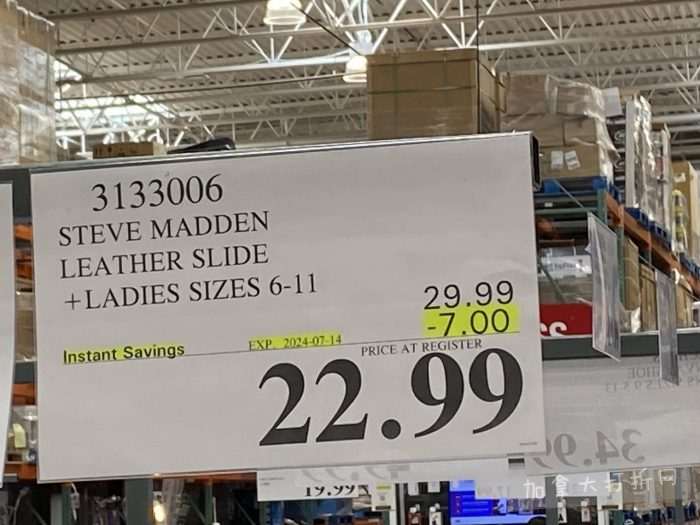 3133006
STEVE MADDEN
LEATHER SLIDE
+LADIES SIZES 6-11
29.99
-7.00
Instant Savings
EXP. 2024-07-14
PRICE AT REGISTER
22.99
34.99
19.99
加拿大打折网